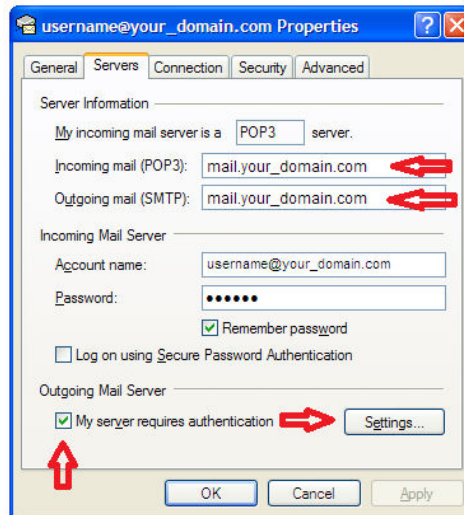 username@your_domain.com Properties
General Servers Connection Security Advanced
Server Information
My incoming mail server is a POP3 server.
Incoming mail (POP3): mail.your_domain.com
Outgoing mail (SMTP): mail.your_domain.com
Incoming Mail Server
Account name: username@your_domain.com
Password: ••••••
Remember password
Log on using Secure Password Authentication
Outgoing Mail Server
My server requires authentication Settings...
OK Cancel Apply